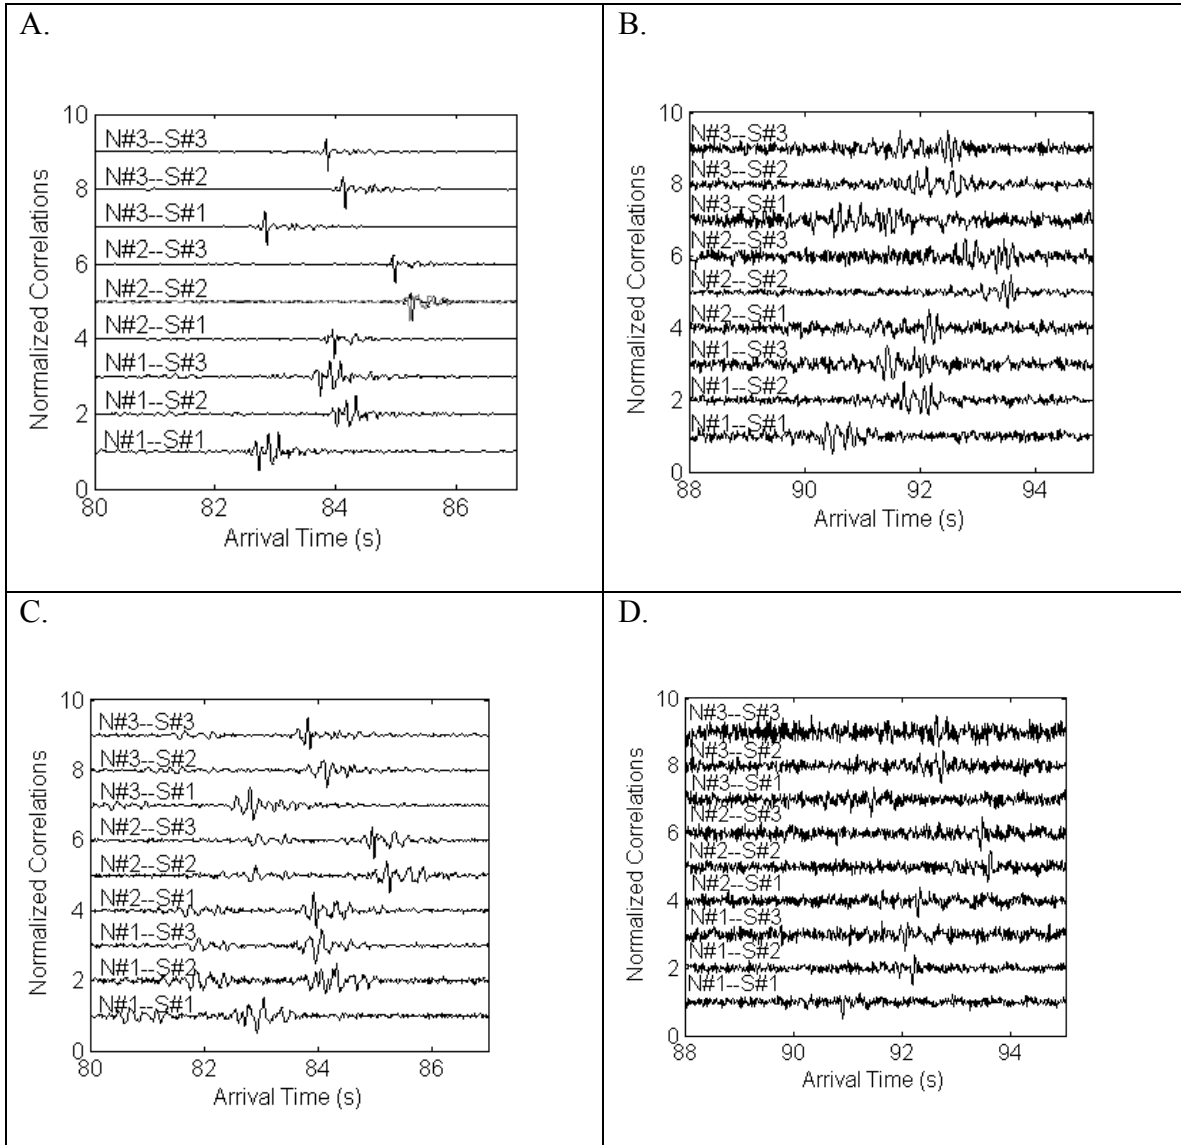 A.
10
8
6
4
2
0
Normalized Correlations
N#3--S#3
N#3--S#2
N#3--S#1
N#2--S#3
N#2--S#2
N#2--S#1
N#1--S#3
N#1--S#2
N#1--S#1
80 82 84 86
Arrival Time (s)
B.
10
8
6
4
2
0
Normalized Correlations
N#3--S#3
N#3--S#2
N#3--S#1
N#2--S#3
N#2--S#2
N#2--S#1
N#1--S#3
N#1--S#2
N#1--S#1
88 90 92 94
Arrival Time (s)
C.
10
8
6
4
2
0
Normalized Correlations
N#3--S#3
N#3--S#2
N#3--S#1
N#2--S#3
N#2--S#2
N#2--S#1
N#1--S#3
N#1--S#2
N#1--S#1
80 82 84 86
Arrival Time (s)
D.
10
8
6
4
2
0
Normalized Correlations
N#3--S#3
N#3--S#2
N#3--S#1
N#2--S#3
N#2--S#2
N#2--S#1
N#1--S#3
N#1--S#2
N#1--S#1
88 90 92 94
Arrival Time (s)